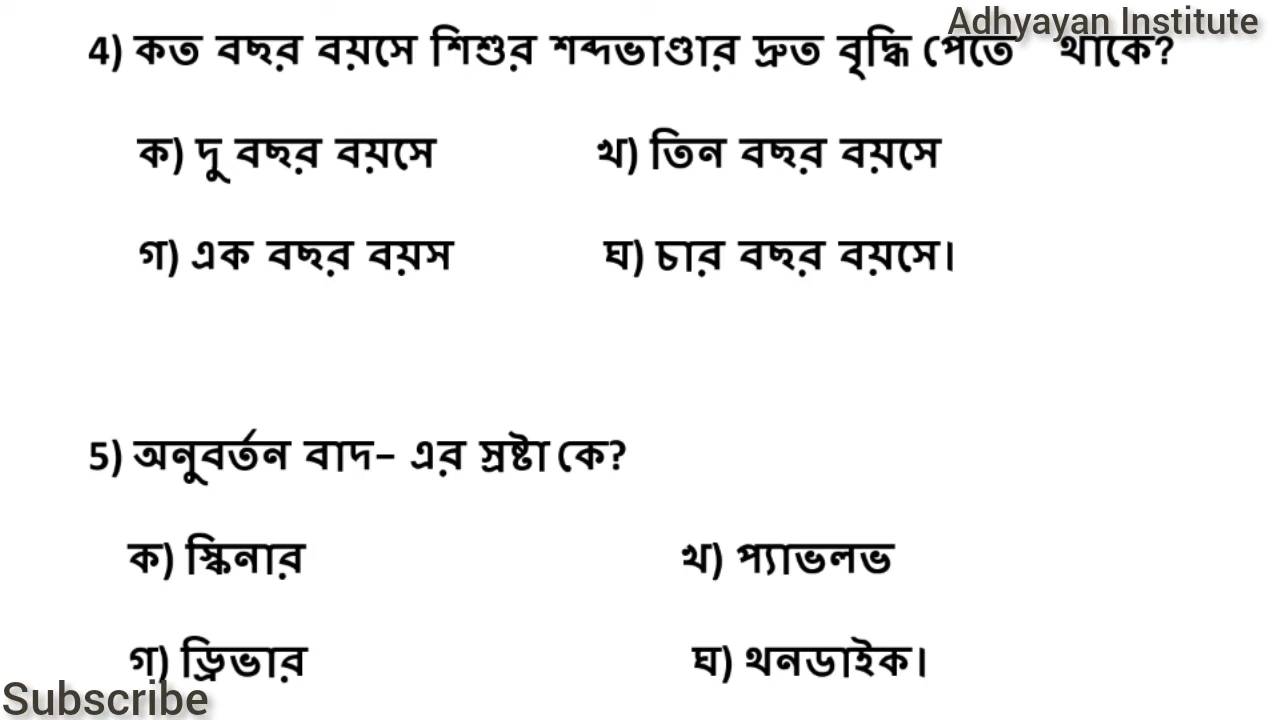 Adhyayan Institute
4) কত বছর বয়সে শিশুর শব্দভাণ্ডার দ্রুত বৃদ্ধি পেতে থাকে?
ক) দু বছর বয়সে খ) তিন বছর বয়সে
গ) এক বছর বয়স ঘ) চার বছর বয়সে।
5) অনুবর্তন বাদ– এর স্রষ্টা কে?
ক) স্কিনার খ) প্যাভলভ
গ) ড্রিভার ঘ) থনডাইক।
Subscribe